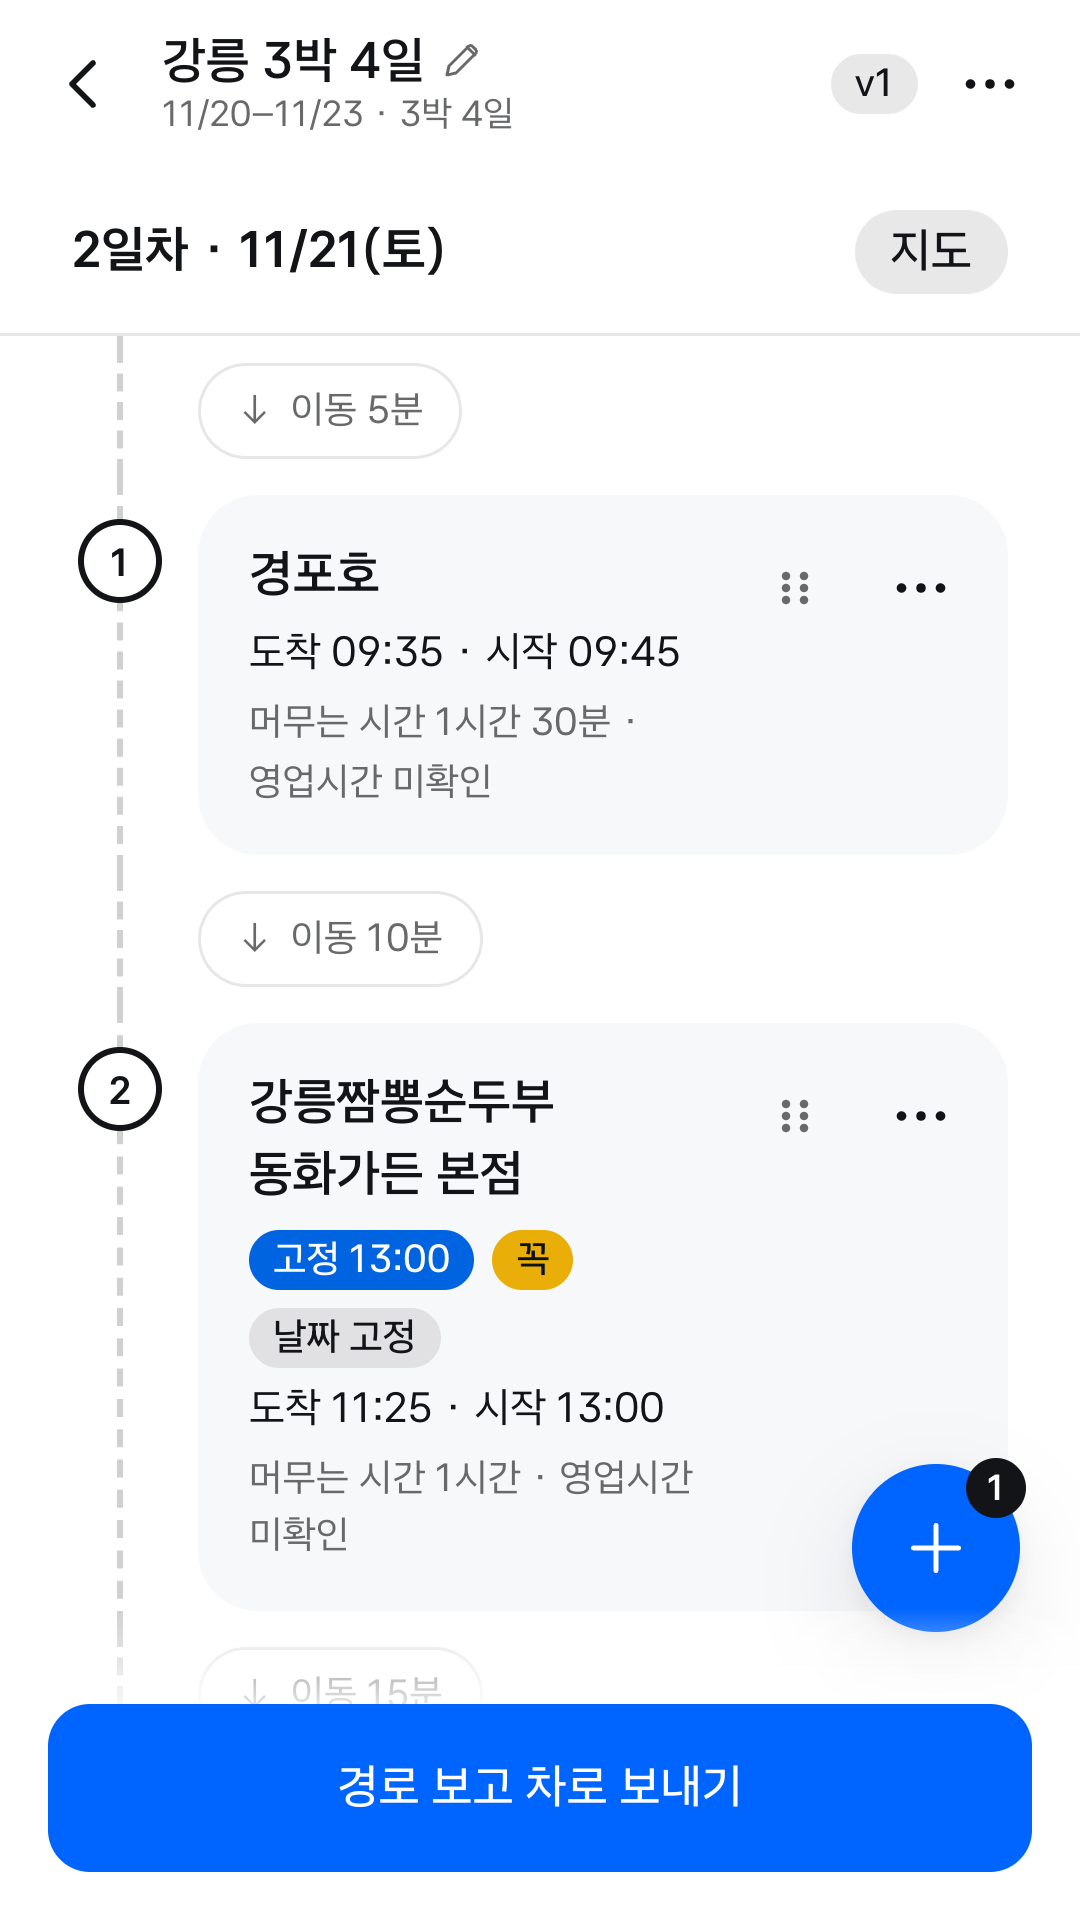 강릉 3박 4일
11/20–11/23 · 3박 4일
v1
2일차 · 11/21(토)
지도
이동 5분
1
경포호
도착 09:35 · 시작 09:45
머무는 시간 1시간 30분 ·
영업시간 미확인
이동 10분
2
강릉짬뽕순두부
동화가든 본점
고정 13:00
꼭
날짜 고정
도착 11:25 · 시작 13:00
머무는 시간 1시간 · 영업시간
미확인
1
이동 15분
경로 보고 차로 보내기